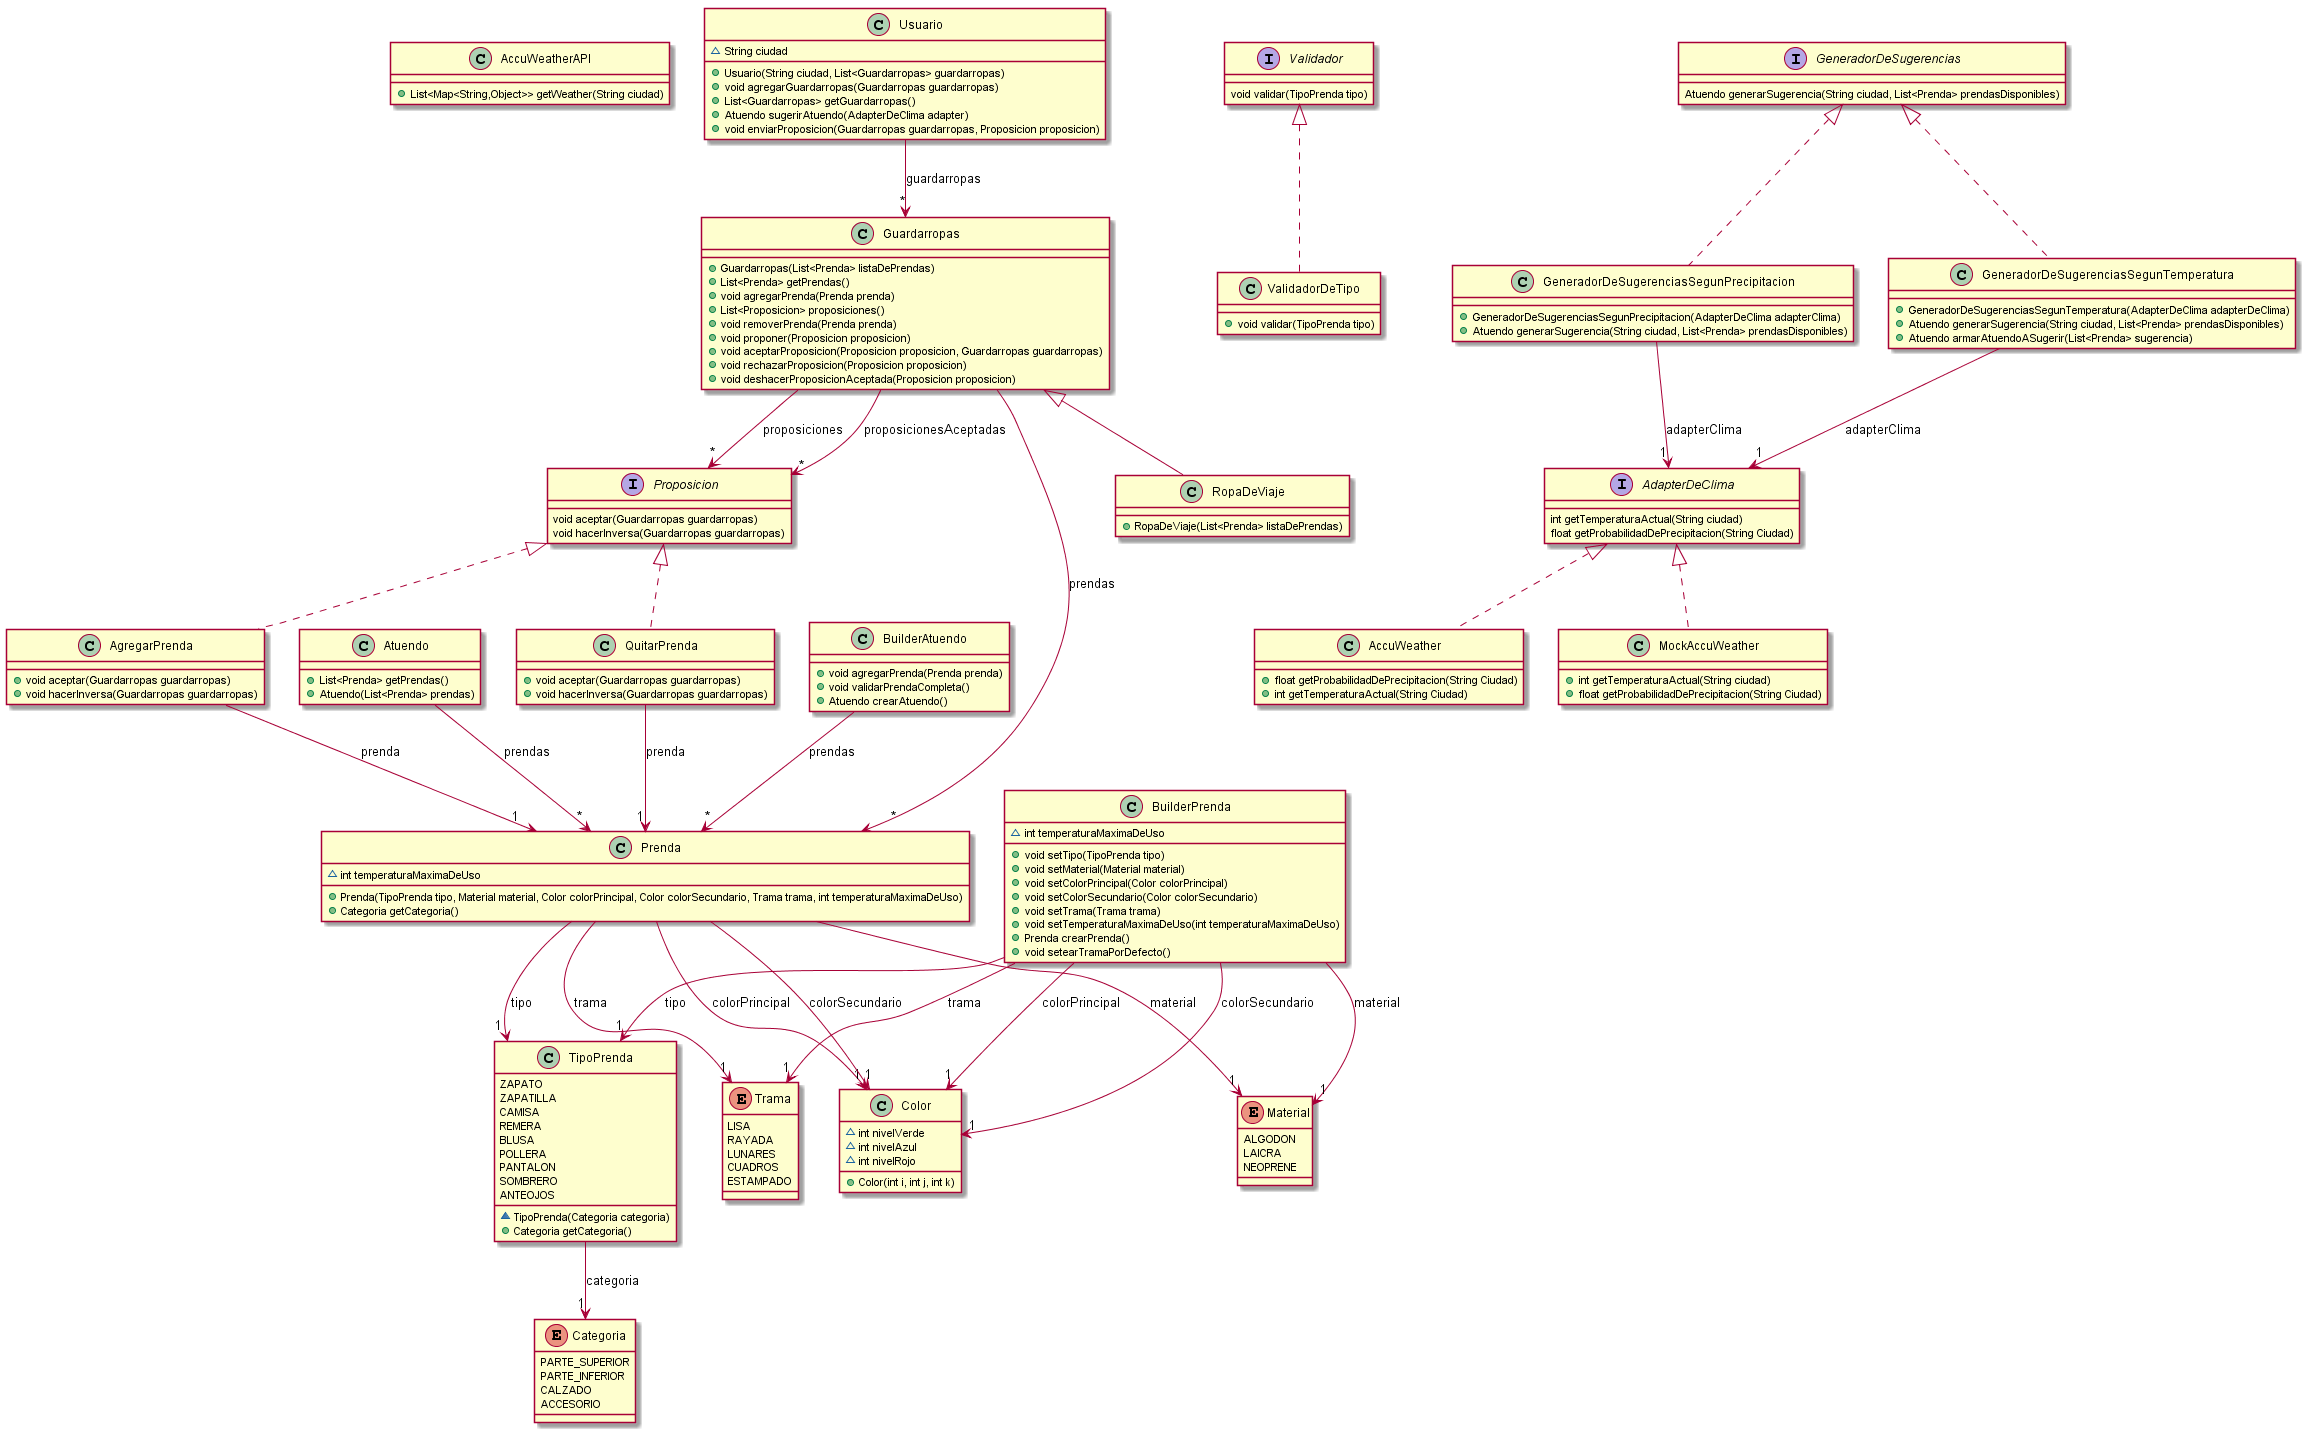 C AccuWeatherAPI
List<Map<String,Object>> getWeather(String ciudad)
C Usuario
String ciudad
Usuario(String ciudad, List<Guardarropas> guardarropas)
void agregarGuardarropas(Guardarropas guardarropas)
List<Guardarropas> getGuardarropas()
Atuendo sugerirAtuendo(AdapterDeClima adapter)
void enviarProposicion(Guardarropas guardarropas, Proposicion proposicion)
I Validador
void validar(TipoPrenda tipo)
I GeneradorDeSugerencias
Atuendo generarSugerencia(String ciudad, List<Prenda> prendasDisponibles)
guardarropas
*
C Guardarropas
Guardarropas(List<Prenda> listaDePrendas)
List<Prenda> getPrendas()
void agregarPrenda(Prenda prenda)
List<Proposicion> proposiciones()
void removerPrenda(Prenda prenda)
void proponer(Proposicion proposicion)
void aceptarProposicion(Proposicion proposicion, Guardarropas guardarropas)
void rechazarProposicion(Proposicion proposicion)
void deshacerProposicionAceptada(Proposicion proposicion)
C ValidadorDeTipo
void validar(TipoPrenda tipo)
C GeneradorDeSugerenciasSegunPrecipitacion
GeneradorDeSugerenciasSegunPrecipitacion(AdapterDeClima adapterClima)
Atuendo generarSugerencia(String ciudad, List<Prenda> prendasDisponibles)
C GeneradorDeSugerenciasSegunTemperatura
GeneradorDeSugerenciasSegunTemperatura(AdapterDeClima adapterDeClima)
Atuendo generarSugerencia(String ciudad, List<Prenda> prendasDisponibles)
Atuendo armarAtuendoASugerir(List<Prenda> sugerencia)
proposiciones
*
proposicionesAceptadas
*
adapterClima
1
adapterClima
1
I Proposicion
void aceptar(Guardarropas guardarropas)
void hacerInversa(Guardarropas guardarropas)
C RopaDeViaje
RopaDeViaje(List<Prenda> listaDePrendas)
I AdapterDeClima
int getTemperaturaActual(String ciudad)
float getProbabilidadDePrecipitacion(String Ciudad)
prendas
*
C AgregarPrenda
void aceptar(Guardarropas guardarropas)
void hacerInversa(Guardarropas guardarropas)
C Atuendo
List<Prenda> getPrendas()
Atuendo(List<Prenda> prendas)
C QuitarPrenda
void aceptar(Guardarropas guardarropas)
void hacerInversa(Guardarropas guardarropas)
C BuilderAtuendo
void agregarPrenda(Prenda prenda)
void validarPrendaCompleta()
Atuendo crearAtuendo()
C AccuWeather
float getProbabilidadDePrecipitacion(String Ciudad)
int getTemperaturaActual(String Ciudad)
C MockAccuWeather
int getTemperaturaActual(String ciudad)
float getProbabilidadDePrecipitacion(String Ciudad)
prenda
1
prendas
*
prenda
1
prendas
*
C Prenda
int temperaturaMaximaDeUso
Prenda(TipoPrenda tipo, Material material, Color colorPrincipal, Color colorSecundario, Trama trama, int temperaturaMaximaDeUso)
Categoria getCategoria()
C BuilderPrenda
int temperaturaMaximaDeUso
void setTipo(TipoPrenda tipo)
void setMaterial(Material material)
void setColorPrincipal(Color colorPrincipal)
void setColorSecundario(Color colorSecundario)
void setTrama(Trama trama)
void setTemperaturaMaximaDeUso(int temperaturaMaximaDeUso)
Prenda crearPrenda()
void setearTramaPorDefecto()
tipo
1
trama
1
tipo
1
colorPrincipal
1
colorSecundario
1
trama
1
colorPrincipal
1
material
1
colorSecundario
1
material
1
C TipoPrenda
ZAPATO
ZAPATILLA
CAMISA
REMERA
BLUSA
POLLERA
PANTALON
SOMBRERO
ANTEOJOS
TipoPrenda(Categoria categoria)
Categoria getCategoria()
E Trama
LISA
RAYADA
LUNARES
CUADROS
ESTAMPADO
C Color
int nivelVerde
int nivelAzul
int nivelRojo
Color(int i, int j, int k)
E Material
ALGODON
LAICRA
NEOPRENE
categoria
1
E Categoria
PARTE_SUPERIOR
PARTE_INFERIOR
CALZADO
ACCESORIO